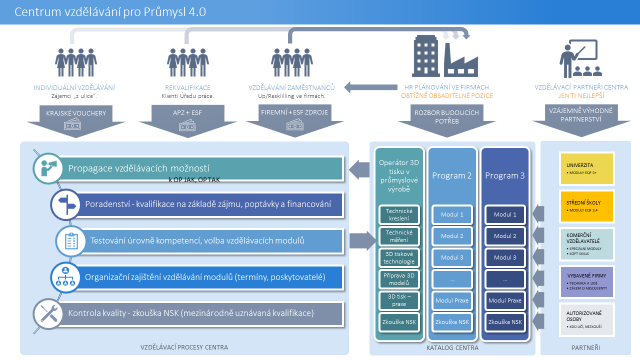 Centrum vzdělávání pro Průmysl 4.0
INDIVIDUÁLNÍ VZDĚLÁVÁNÍ
Zájemci „z ulice“.
REKVALIFIKACE
Klienti Úřadu práce.
VZDĚLÁVÁNÍ ZAMĚSTNANCŮ
Up/Reskilling ve firmách.
HR PLÁNOVÁNÍ VE FIRMÁCH
OBTÍŽNĚ OBSADITELNÉ POZICE
VZDĚLÁVACÍ PARTNEŘI CENTRA
JEN TI NEJLEPŠÍ
KRAJSKÉ VOUCHERY
APZ + ESF
FIREMNÍ + ESF ZDROJE
ROZBOR BUDOUCÍCH
POTŘEB
VZÁJEMNĚ VÝHODNÉ
PARTNERSTVÍ
Propagace vzdělávacích možností
k OP JAK, OP TAK
Poradenství - kvalifikace na základě zájmu, poptávky a financování
Testování úrovně kompetencí, volba vzdělávacích modulů
Organizační zajištění vzdělávání modulů (termíny, poskytovatelé)
Kontrola kvality - zkouška NSK (mezinárodně uznávaná kvalifikace)
VZDĚLÁVACÍ PROCESY CENTRA
Operátor 3D
tisku v
průmyslové
výrobě
Technické
kreslení
Technické
měření
3D tiskové
technologie
Příprava 3D
modelů
3D tisk –
praxe
Zkouška NSK
Program 2
Modul 1
Modul 2
Modul 3
...
Modul Praxe
Zkouška NSK
Program 3
Modul 1
Modul 2
Modul 3
...
Modul Praxe
Zkouška NSK
KATALOG CENTRA
UNIVERZITA
STŘEDNÍ ŠKOLY
KOMERČNÍ
VZDĚLAVATELÉ
VYBAVENÉ FIRMY
AUTORIZOVANÉ
OSOBY
PARTNEŘI